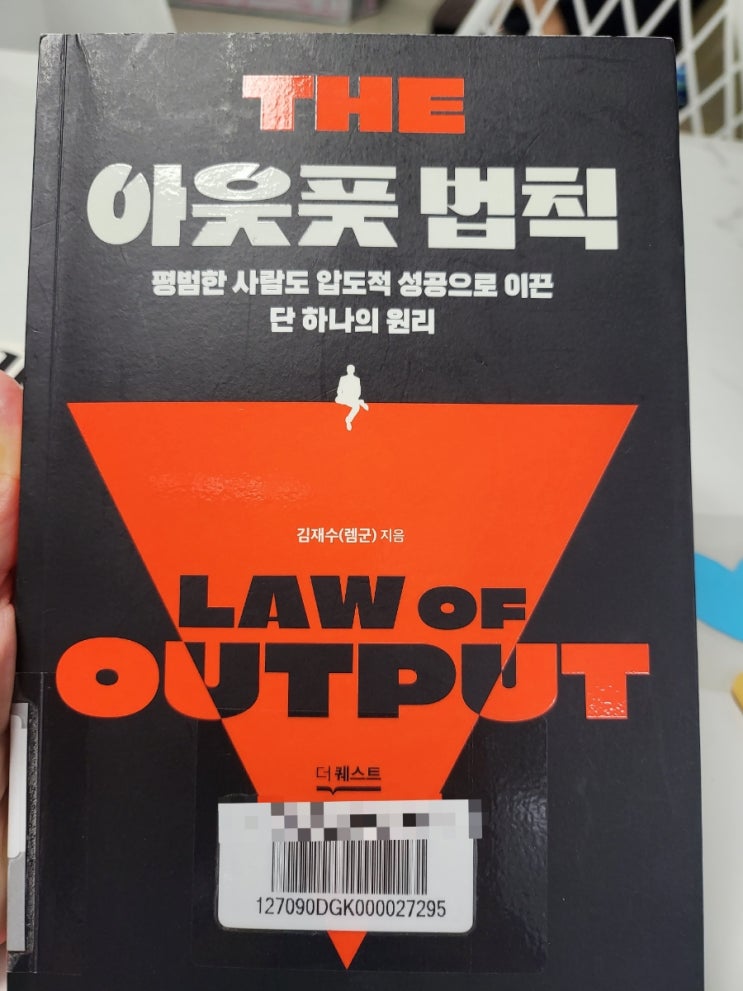 THE
아웃풋 법칙
평범한 사람도 압도적 성공으로 이끈
단 하나의 원리
김재수(렘군) 지음
LAW OF
OUTPUT
더 퀘스트
127090DGK000027295